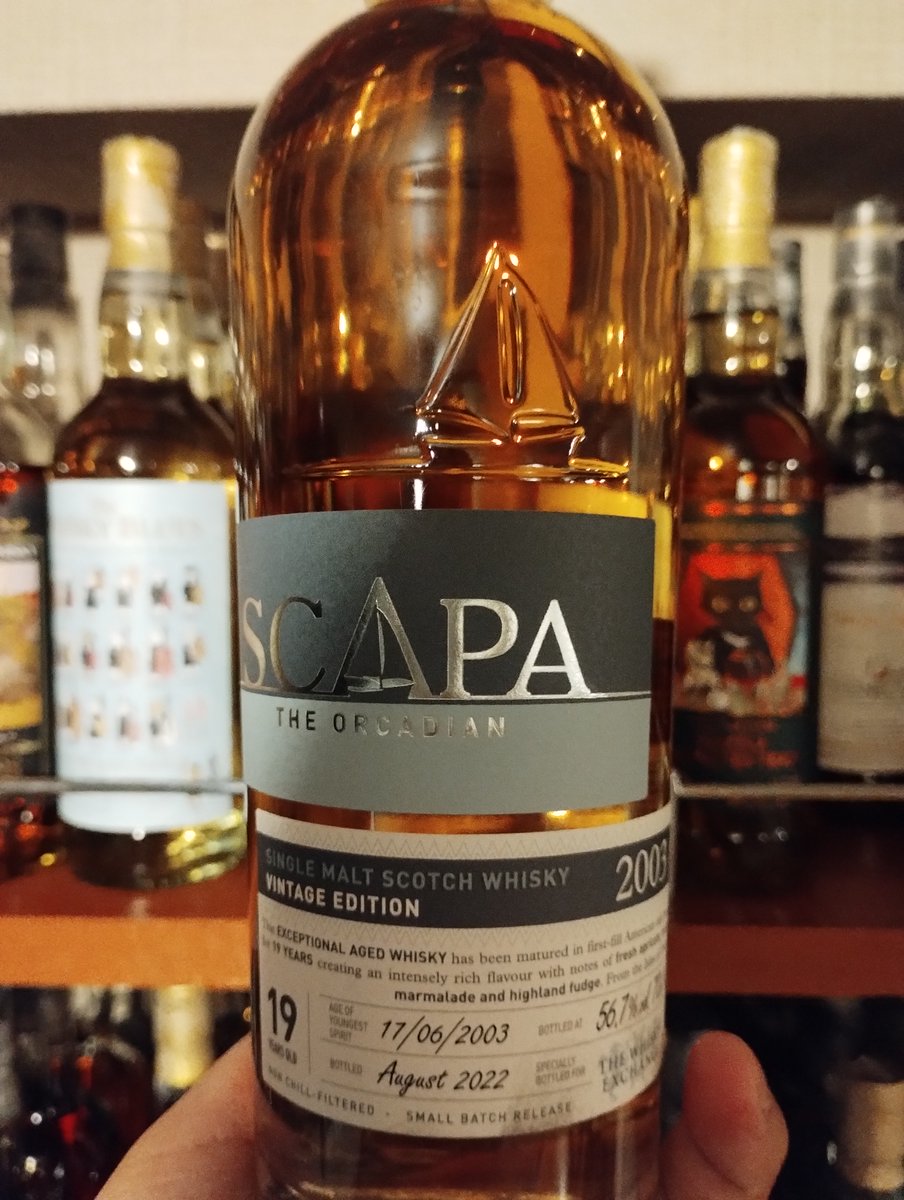 SCAPA
THE ORCADIAN
SINGLE MALT SCOTCH WHISKY
VINTAGE EDITION
2003
EXCEPTIONAL AGED WHISKY has been matured in first-fill American
19 YEARS creating an intensely rich flavour with notes of fresh
marmalade and highland fudge. From the
19
YEARS OLD
AGE OF
YOUNGEST
SPIRIT
17/06/2003
BOTTLED AT
56,7% vol
BOTTLED
August 2022
SPECIALLY
BOTTLED FOR
THE WHISKY
EXCHANGE
NON CHILL-FILTERED - SMALL BATCH RELEASE